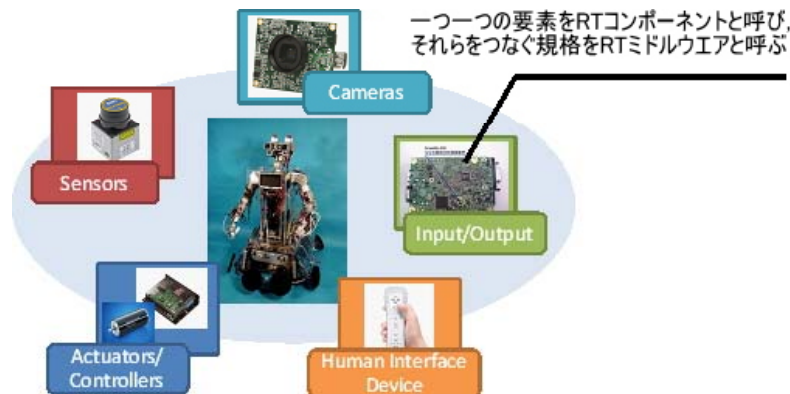 一つ一つの要素をRTコンポーネントと呼び,
それらをつなぐ規格をRTミドルウエアと呼ぶ
Cameras
Sensors
Input/Output
Actuators/
Controllers
Human Interface
Device